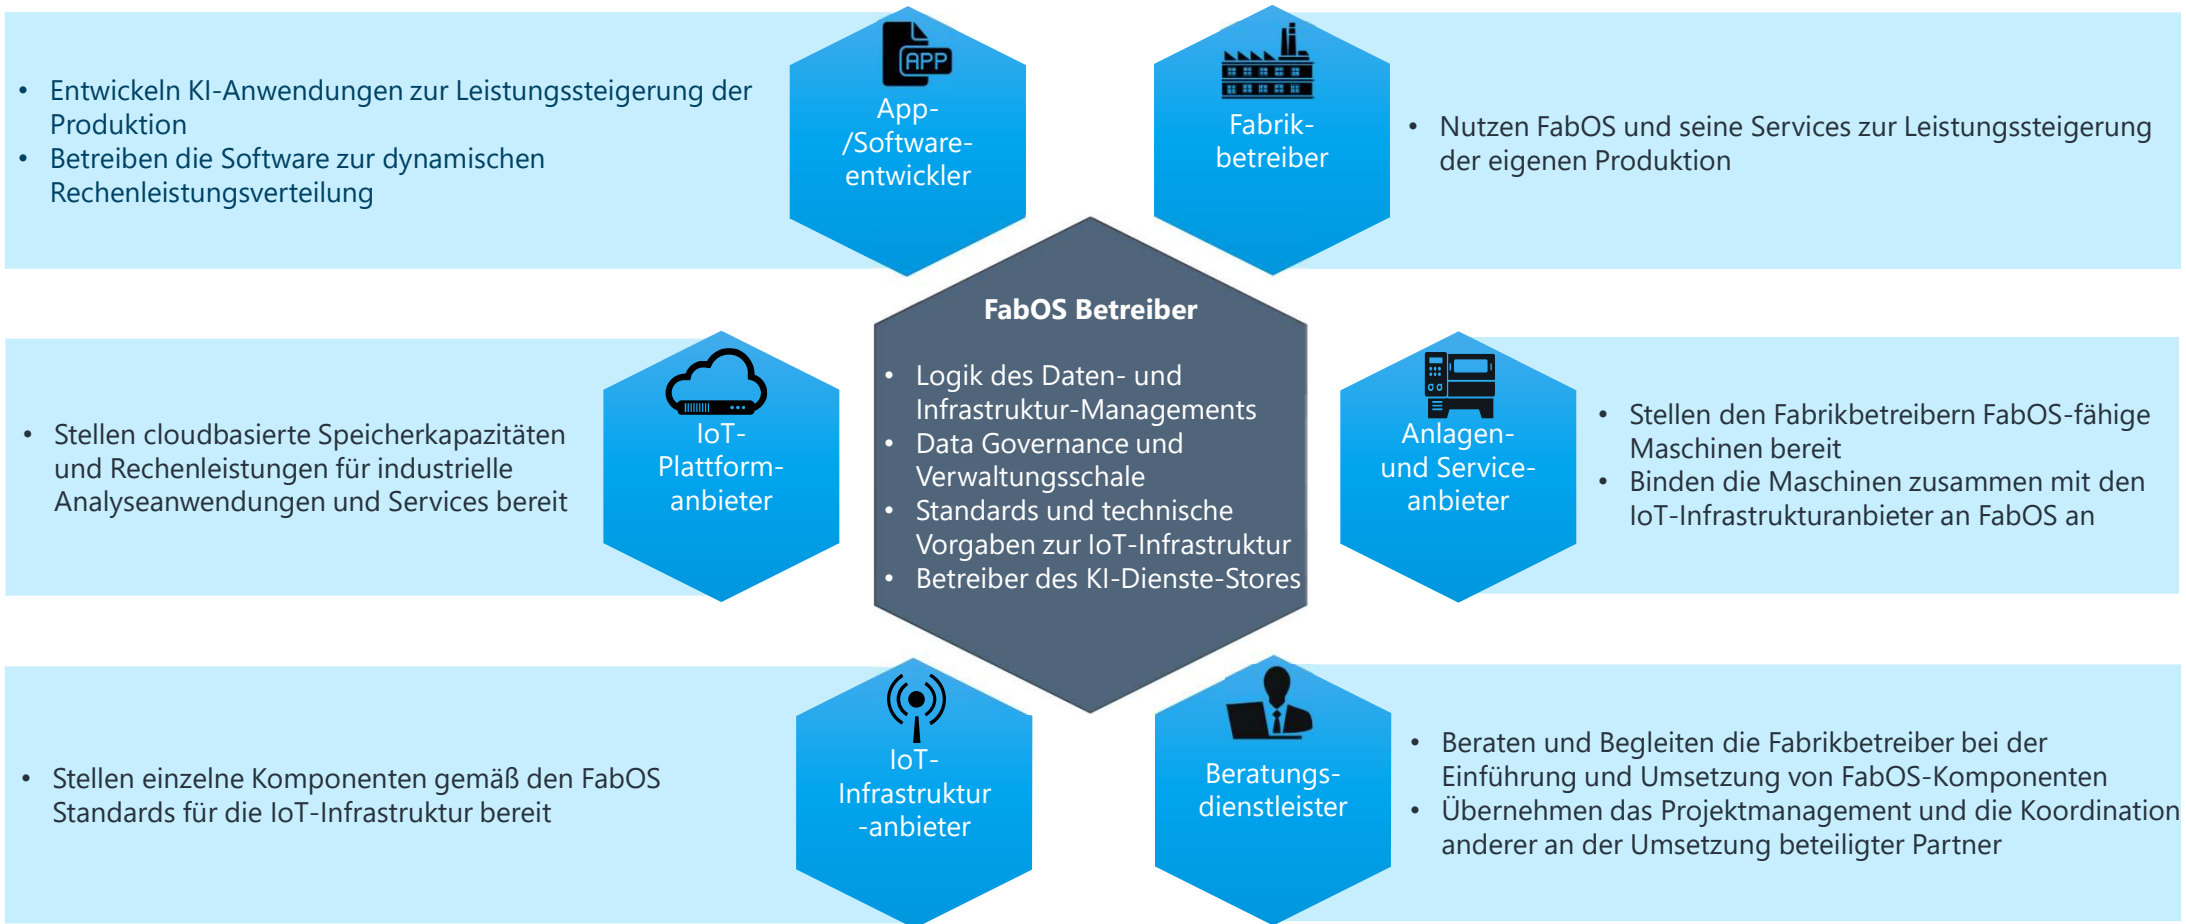 • Entwickeln KI-Anwendungen zur Leistungssteigerung der
Produktion
• Betreiben die Software zur dynamischen
Rechenleistungsverteilung
APP
App-
/Software-
entwickler
Fabrik-
betreiber
• Nutzen FabOS und seine Services zur Leistungssteigerung
der eigenen Produktion
FabOS Betreiber
• Logik des Daten- und
Infrastruktur-Managements
• Data Governance und
Verwaltungsschale
• Standards und technische
Vorgaben zur IoT-Infrastruktur
• Betreiber des KI-Dienste-Stores
• Stellen cloudbasierte Speicherkapazitäten
und Rechenleistungen für industrielle
Analyseanwendungen und Services bereit
IoT-
Plattform-
anbieter
Anlagen-
und Service-
anbieter
• Stellen den Fabrikbetreibern FabOS-fähige
Maschinen bereit
• Binden die Maschinen zusammen mit den
IoT-Infrastrukturanbieter an FabOS an
• Stellen einzelne Komponenten gemäß den FabOS
Standards für die IoT-Infrastruktur bereit
IoT-
Infrastruktur
-anbieter
Beratungs-
dienstleister
• Beraten und Begleiten die Fabrikbetreiber bei der
Einführung und Umsetzung von FabOS-Komponenten
• Übernehmen das Projektmanagement und die Koordination
anderer an der Umsetzung beteiligter Partner